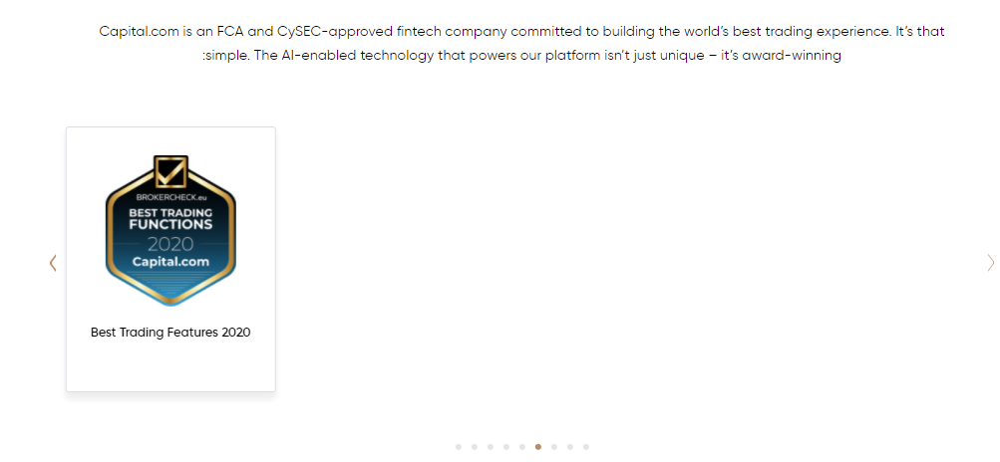 Capital.com is an FCA and CySEC-approved fintech company committed to building the world's best trading experience. It's that
:simple. The AI-enabled technology that powers our platform isn't just unique – it's award-winning
BROKERCHECK.eu
BEST TRADING
FUNCTIONS
2020
Capital.com
Best Trading Features 2020